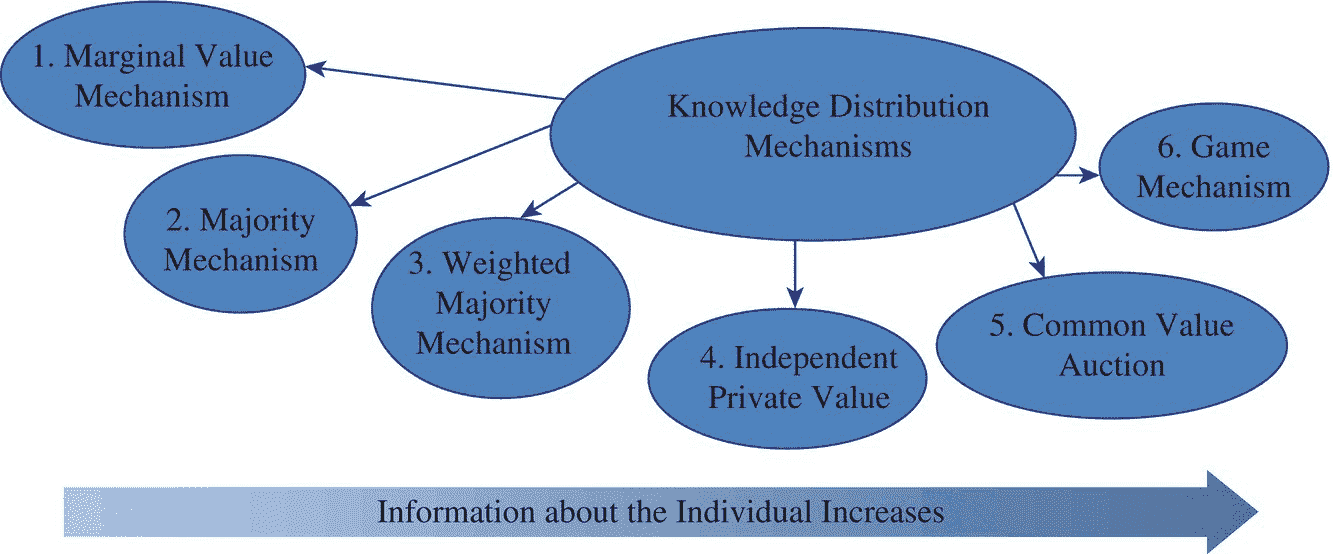 1. Marginal Value
Mechanism
Knowledge Distribution
Mechanisms
6. Game
Mechanism
2. Majority
Mechanism
3. Weighted
Majority
Mechanism
4. Independent
Private Value
5. Common Value
Auction
Information about the Individual Increases